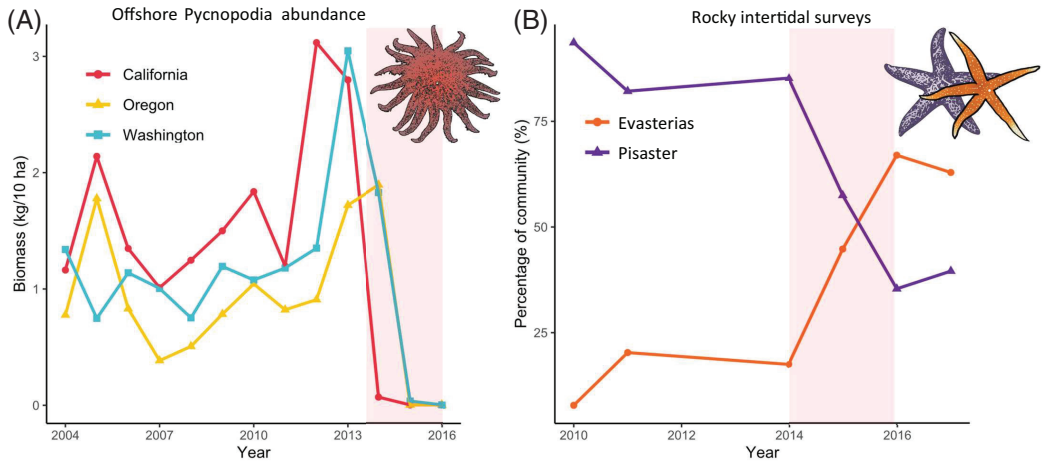 (A)
Offshore Pycnopodia abundance
California
Oregon
Washington
Biomass (kg/10 ha)
3
2
1
0
2004
2007
2010
2013
2016
Year
(B)
Rocky intertidal surveys
Evasterias
Pisaster
Percentage of community (%)
75
50
25
2010
2012
2014
2016
Year